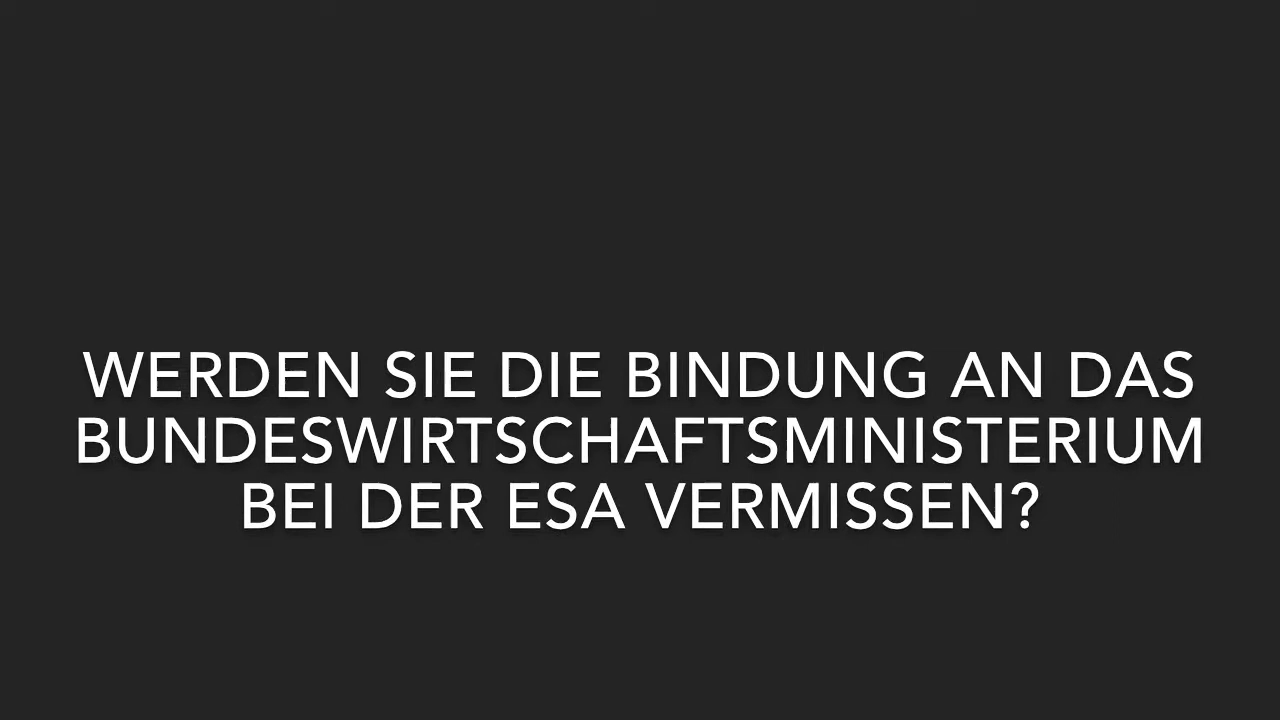 WERDEN SIE DIE BINDUNG AN DAS
BUNDESWIRTSCHAFTSMINISTERIUM
BEI DER ESA VERMISSEN?